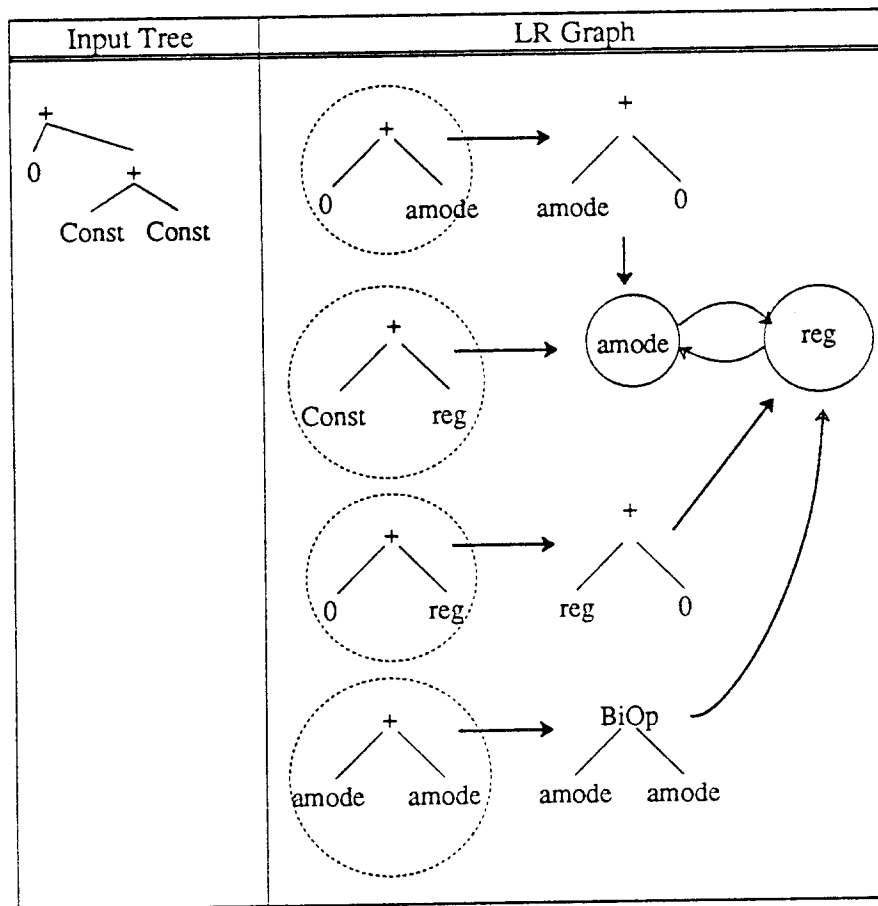 Input Tree
LR Graph
+
0
+
Const Const
+
0 amode
+
amode 0
+
Const reg
amode
reg
+
0 reg
+
reg 0
+
amode amode
BiOp
amode amode